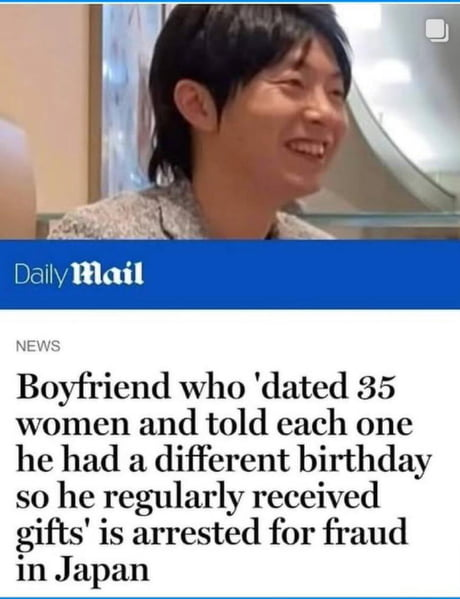 Daily Mail
NEWS
Boyfriend who 'dated 35
women and told each one
he had a different birthday
so he regularly received
gifts' is arrested for fraud
in Japan